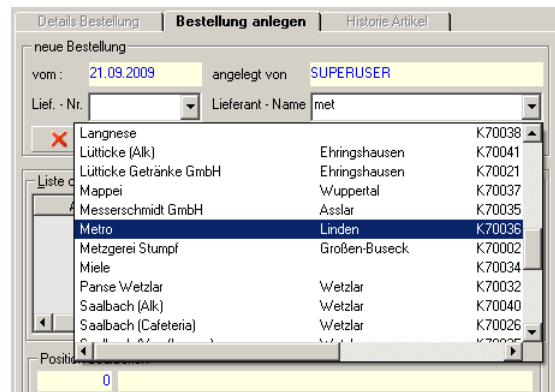 Details Bestellung Bestellung anlegen Historie Artikel
neue Bestellung
vom : 21.09.2009 angelegt von SUPERUSER
Lief. - Nr. Lieferant - Name met
Langnese K70038
Lütticke (Alk) Ehringshausen K70041
Lütticke Getränke GmbH Ehringshausen K70021
Liste
Mappei Wuppertal K70037
Messerschmidt GmbH Asslar K70035
Metro Linden K70036
Metzgerei Stumpf Großen-Buseck K70002
Miele K70034
Panse Wetzlar Wetzlar K70032
Saalbach (Alk) Wetzlar K70040
Saalbach (Cafeteria) Wetzlar K70026
Position
0